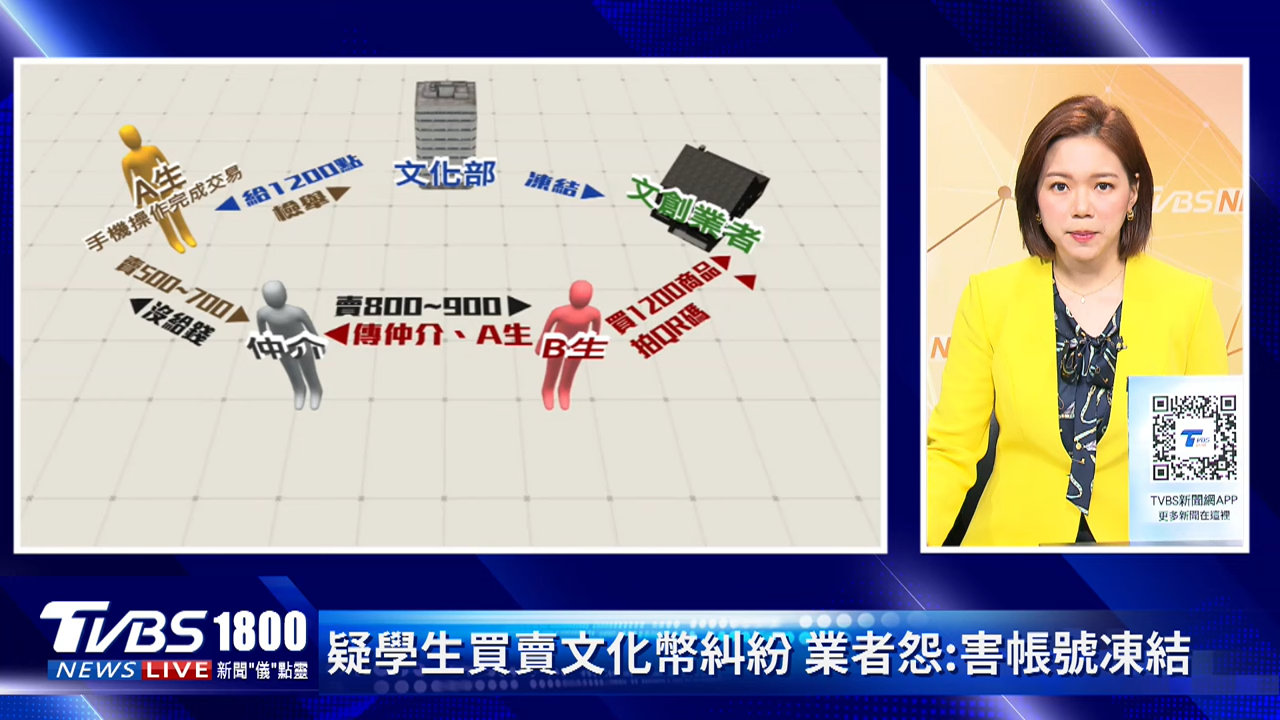 文化部
A生
手機操作完成交易
給1200點
檢舉
凍結
文創業者
賣500~700
沒給錢
仲介
賣800~900
傳仲介、A生
B生
買1200商品
拍QR碼
TVBS N
N
TVBS
TVBS新聞網APP
更多新聞在這裡
TVBS 1800
NEWS LIVE 新聞"儀"點靈
疑學生買賣文化幣糾紛 業者怨:害帳號凍結